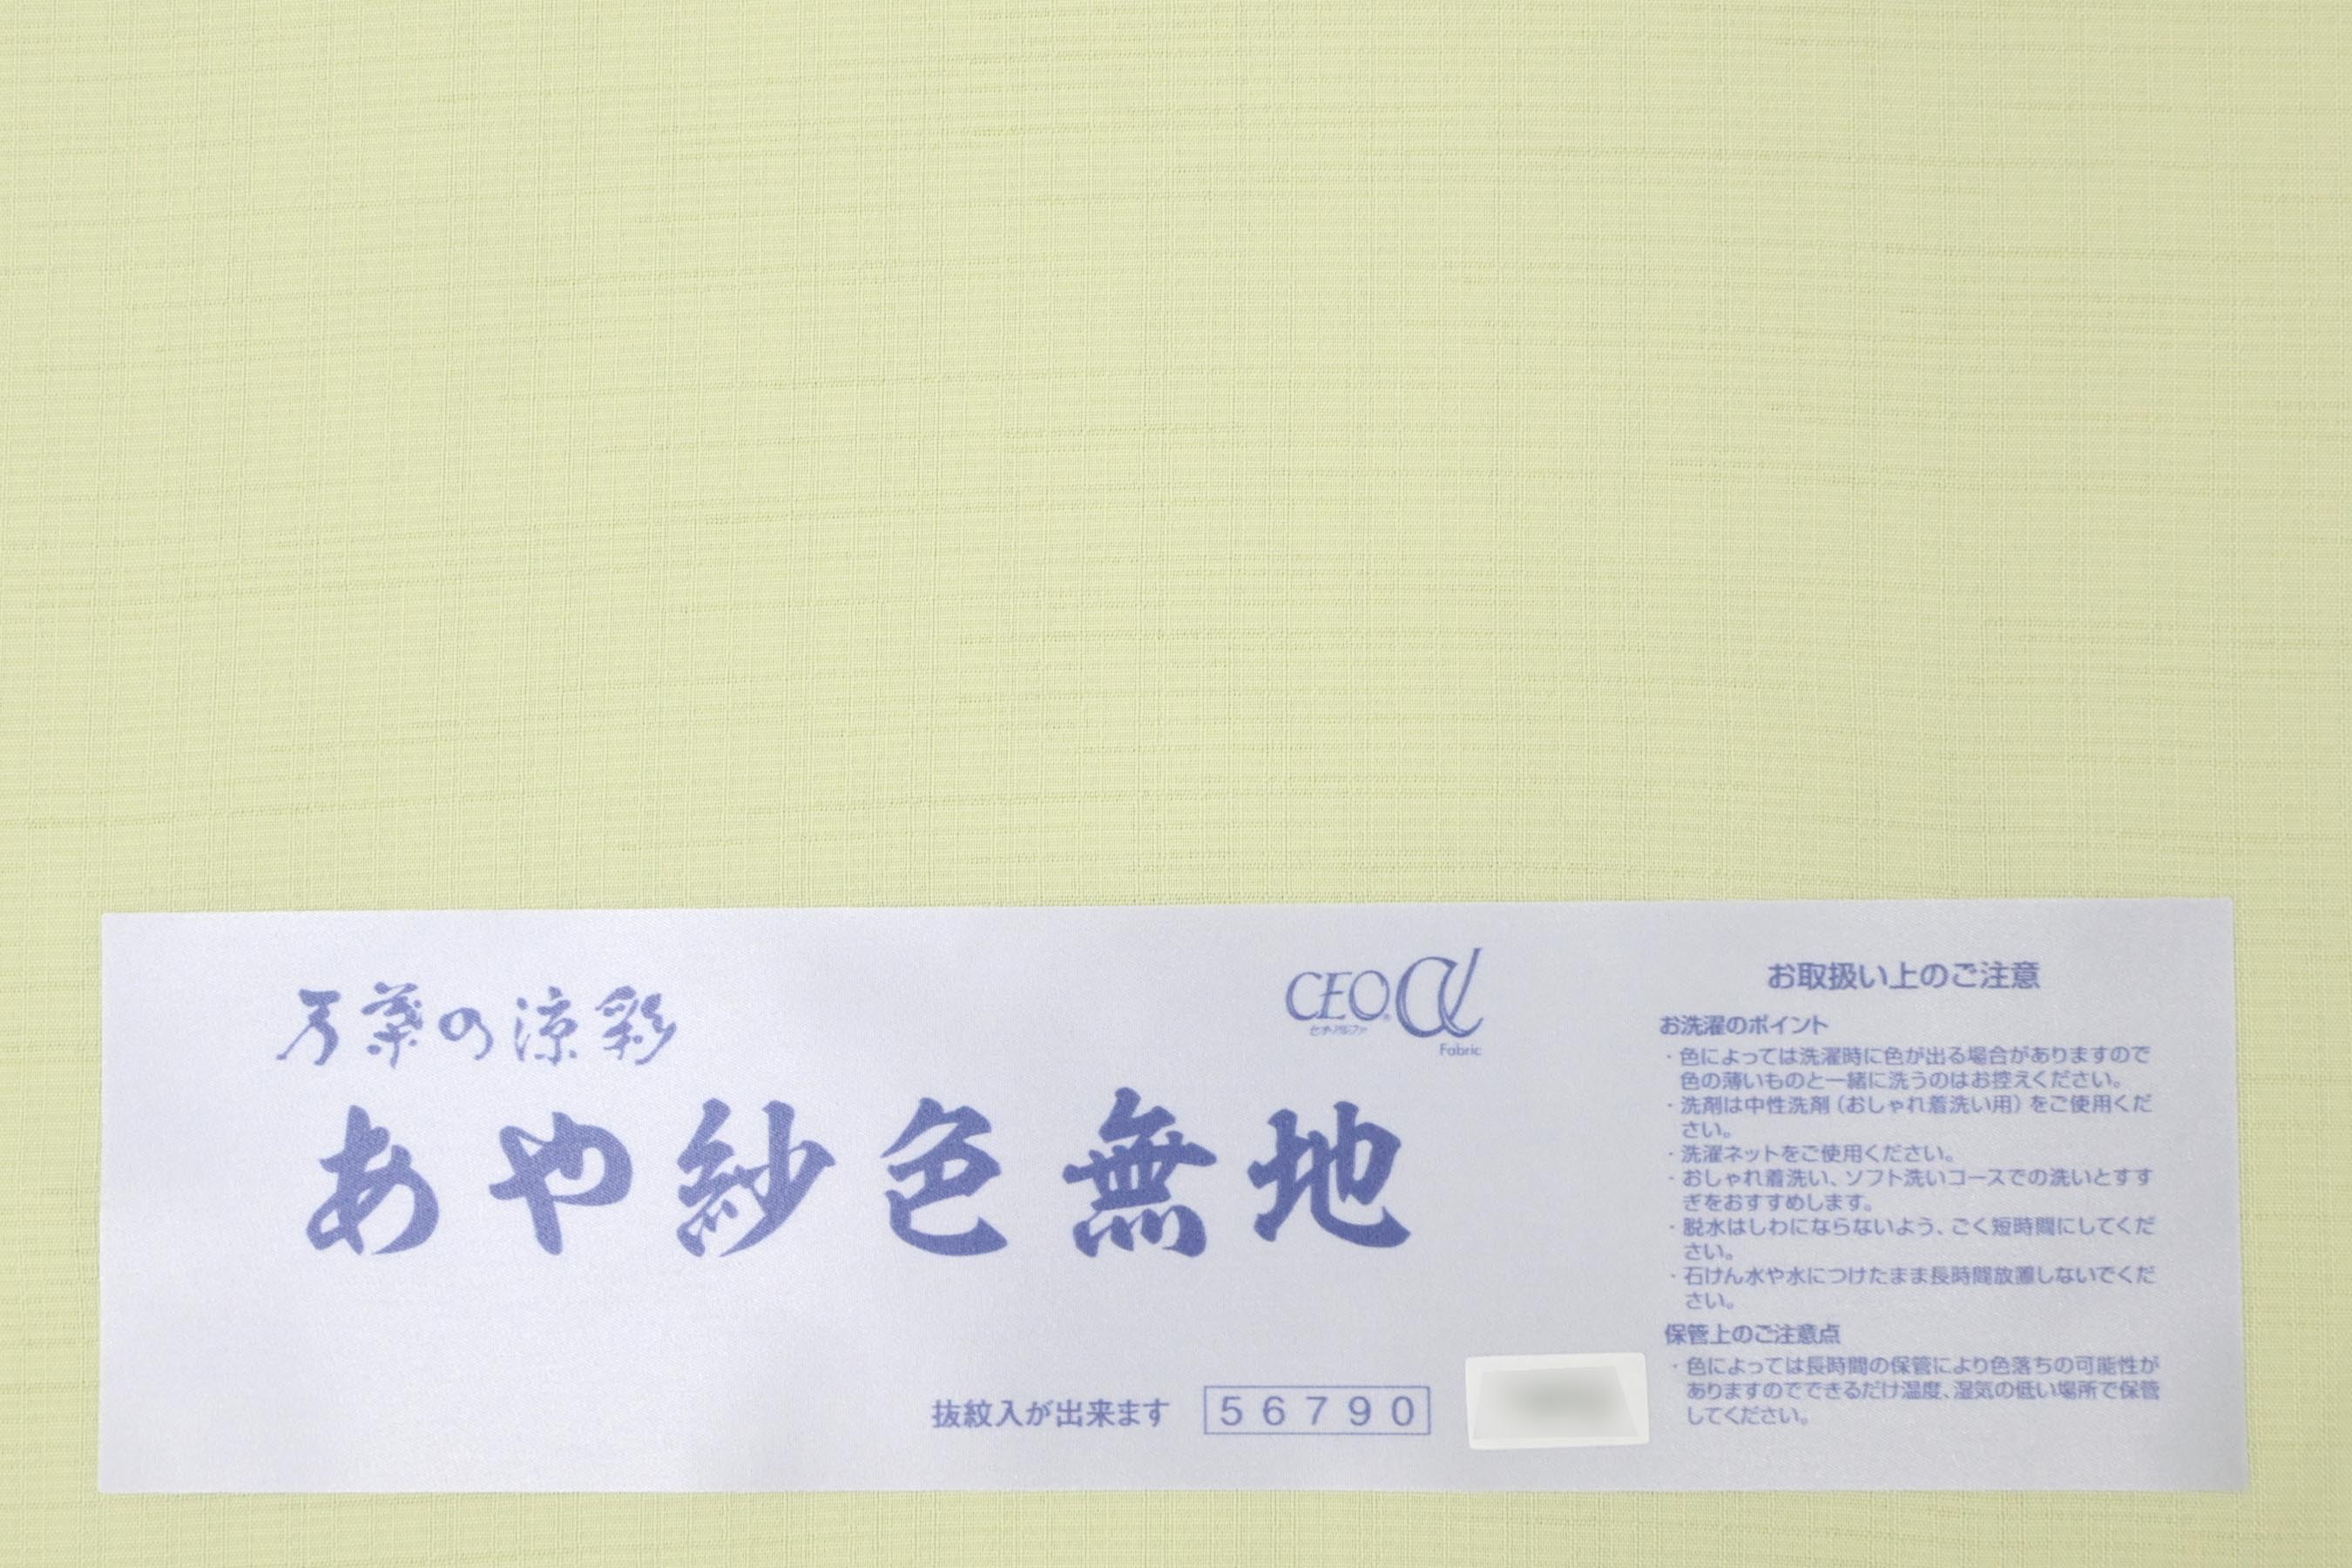 万葉の涼彩
あや紗色無地
CEO α
セオアルファ
Fabric
抜紋入が出来ます
56790
お取扱い上のご注意
お洗濯のポイント
・色によっては洗濯時に色が出る場合がありますので
色の薄いものと一緒に洗うのはお控えください。
・洗剤は中性洗剤（おしゃれ着洗い用）をご使用くだ
さい。
・洗濯ネットをご使用ください。
・おしゃれ着洗い、ソフト洗いコースでの洗いとすす
ぎをおすすめします。
・脱水はしわにならないよう、ごく短時間にしてくだ
さい。
・石けん水や水につけたまま長時間放置しないでくだ
さい。
保管上のご注意点
・色によっては長時間の保管により色落ちの可能性が
ありますのでできるだけ温度、湿気の低い場所で保管
してください。